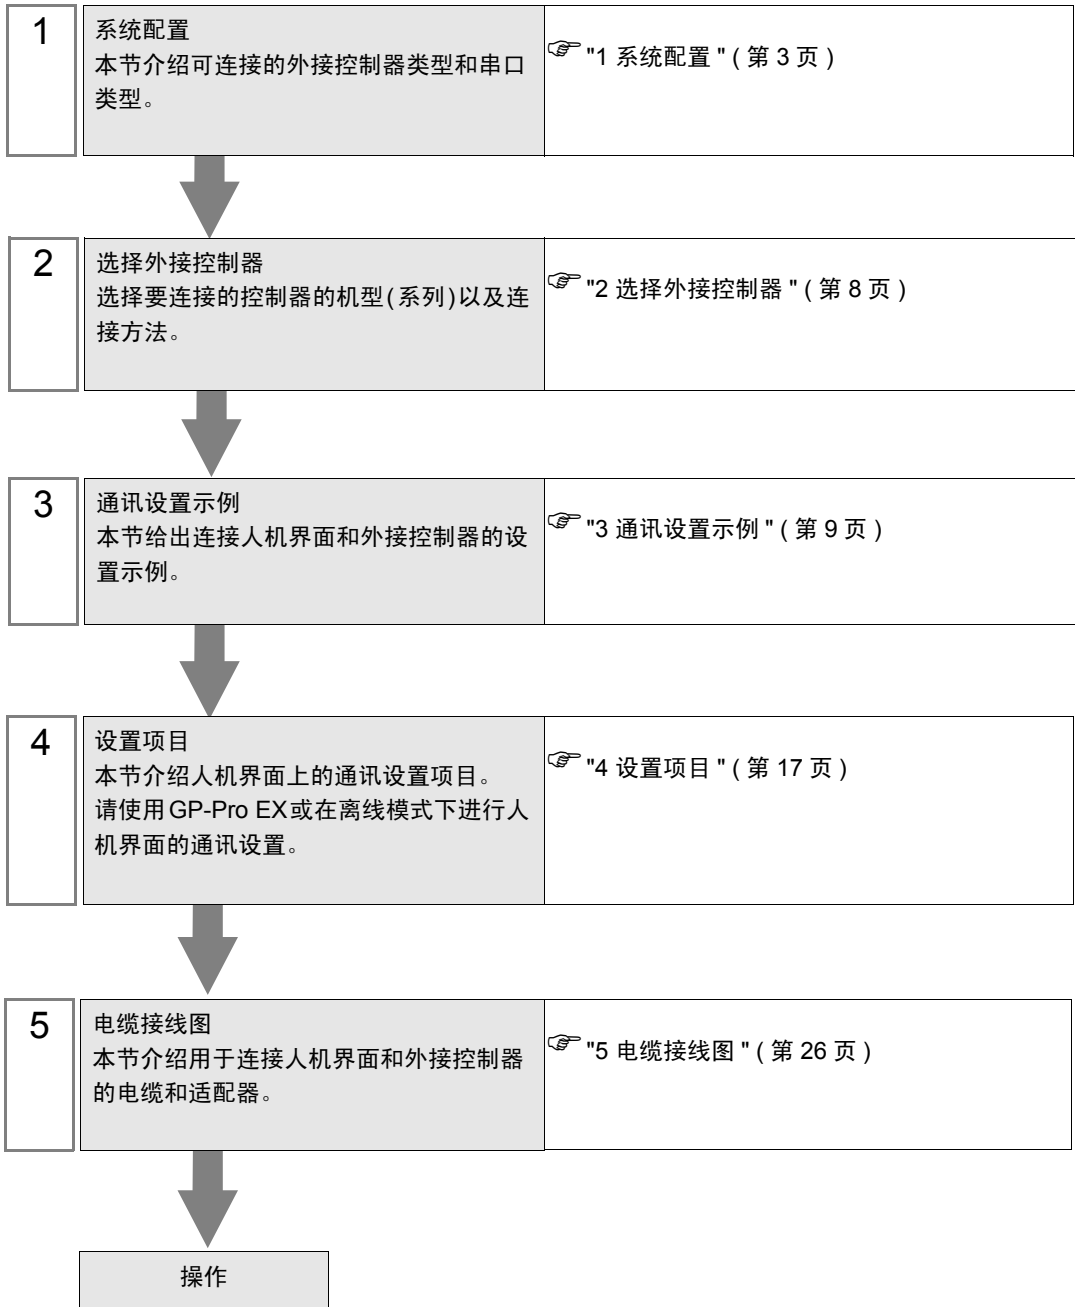 1
系统配置
本节介绍可连接的外接控制器类型和串口
类型。
"1 系统配置 " ( 第 3 页 )
2
选择外接控制器
选择要连接的控制器的机型(系列)以及连
接方法。
"2 选择外接控制器 " ( 第 8 页 )
3
通讯设置示例
本节给出连接人机界面和外接控制器的设
置示例。
"3 通讯设置示例 " ( 第 9 页 )
4
设置项目
本节介绍人机界面上的通讯设置项目。
请使用GP-Pro EX或在离线模式下进行人
机界面的通讯设置。
"4 设置项目 " ( 第 17 页 )
5
电缆接线图
本节介绍用于连接人机界面和外接控制器
的电缆和适配器。
"5 电缆接线图 " ( 第 26 页 )
操作